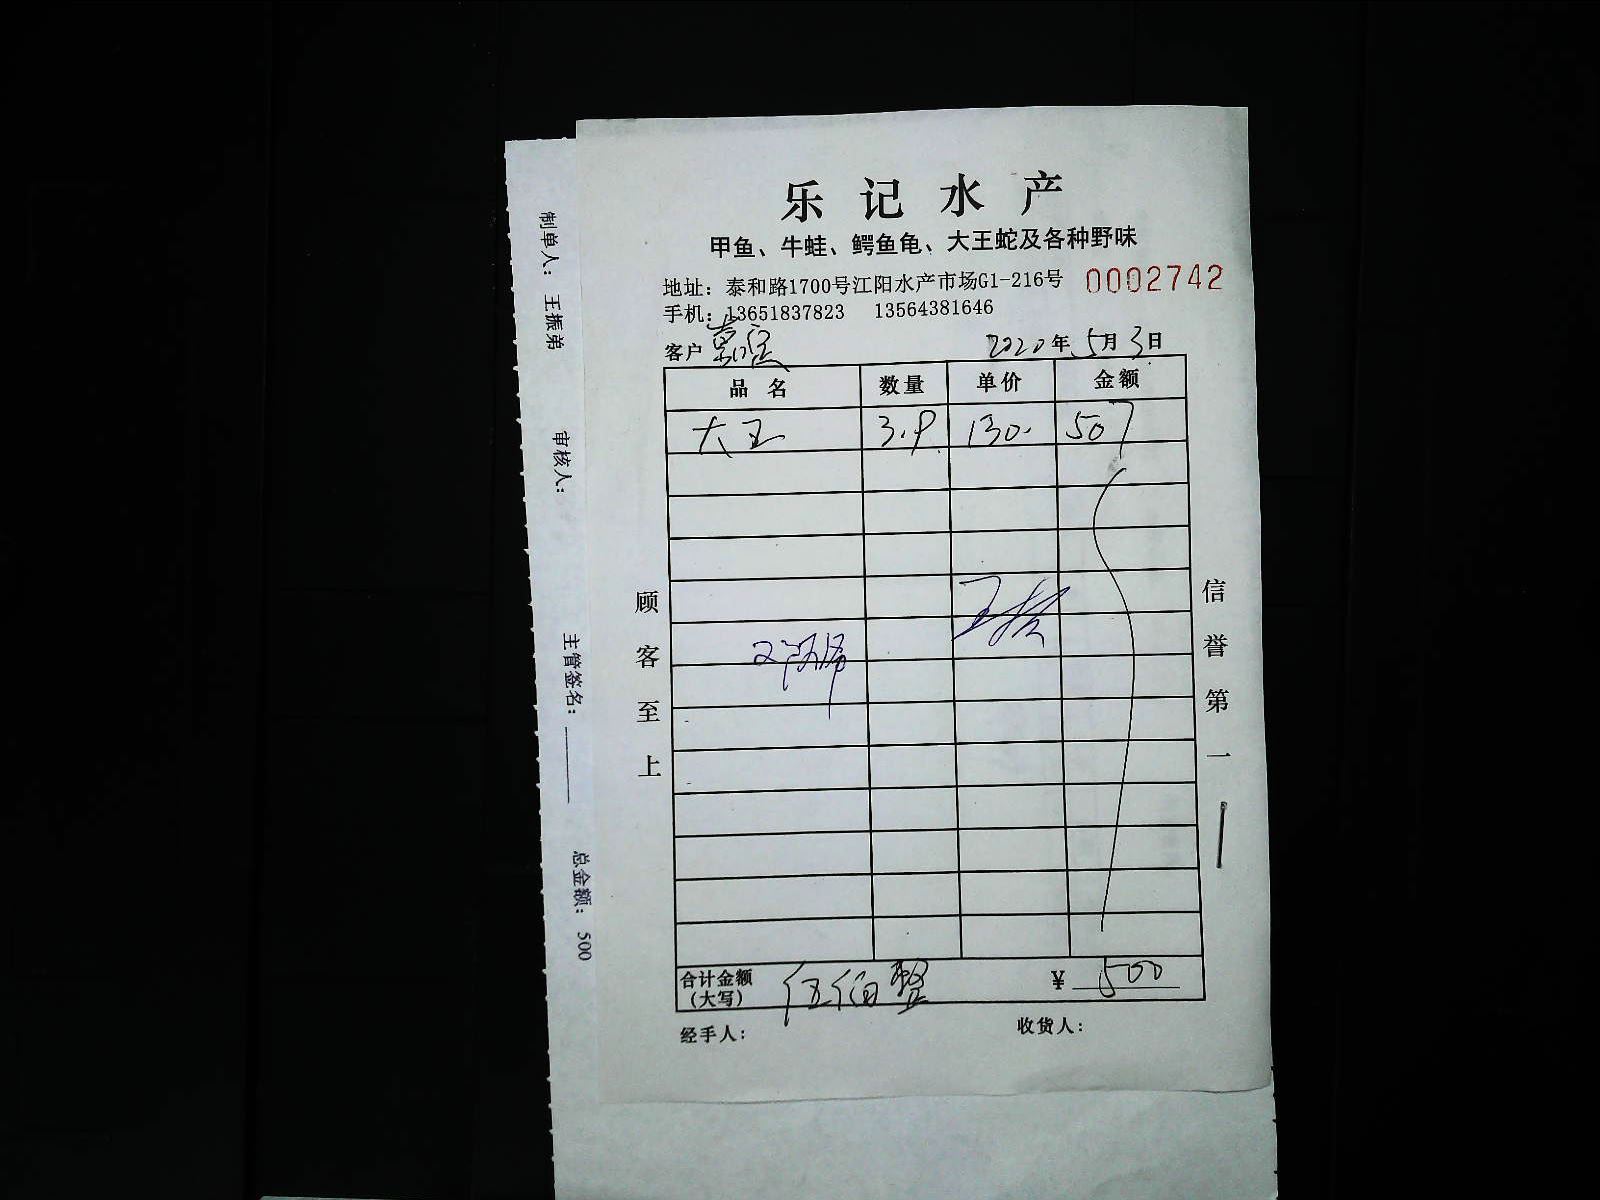 乐记水产
甲鱼、牛蛙、鳄鱼龟、大王蛇及各种野味
地址：泰和路1700号江阳水产市场G1-216号 0002742
手机：13651837823 13564381646
客户 2020年5月3日
品名 数量 单价 金额
大王 3.9 130. 507
顾客至上
信誉第一
合计金额 伍佰整 ¥ 500
（大写）
经手人： 收货人：
制单人： 王振弟 审核人： 主管签名： 总金额： 500